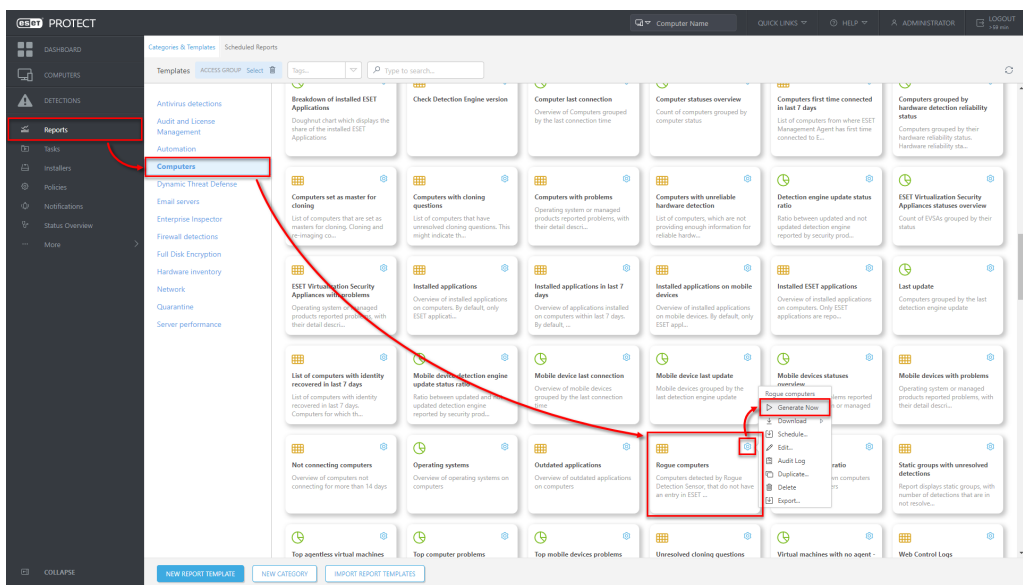 eset PROTECT
Computer Name
QUICK LINKS
HELP
ADMINISTRATOR
LOGOUT
>59 min
DASHBOARD
COMPUTERS
DETECTIONS
Reports
Tasks
Installers
Policies
Notifications
Status Overview
More
COLLAPSE
Categories & Templates
Scheduled Reports
Templates
ACCESS GROUP Select
Tags...
Type to search...
Antivirus detections
Audit and License
Management
Automation
Computers
Dynamic Threat Defense
Email servers
Enterprise Inspector
Firewall detections
Full Disk Encryption
Hardware inventory
Network
Quarantine
Server performance
Breakdown of installed ESET
Applications
Doughnut chart which displays the
share of the installed ESET
Applications
Check Detection Engine version
Computer last connection
Overview of Computers grouped
by the last connection time
Computer statuses overview
Count of computers grouped by
computer status
Computers first time connected
in last 7 days
List of computers from where ESET
Management Agent has first time
connected to E...
Computers grouped by
hardware detection reliability
status
Computers grouped by their
hardware reliability status.
Hardware reliability sta...
Computers set as master for
cloning
List of computers that are set as
masters for cloning. Cloning and
re-imaging co...
Computers with cloning
questions
List of computers that have
unresolved cloning questions. This
might indicate th...
Computers with problems
Operating system or managed
products reported problems, with
their detail descri...
Computers with unreliable
hardware detection
List of computers, which are not
providing enough information for
reliable hardw...
Detection engine update status
ratio
Ratio between updated and not
updated detection engine
reported by security prod...
ESET Virtualization Security
Appliances statuses overview
Count of EVSAs grouped by their
status
ESET Virtualization Security
Appliances with problems
Operating system or managed
products reported problems, with
their detail descri...
Installed applications
Overview of installed applications
on computers. By default, only
ESET applicati...
Installed applications in last 7
days
Overview of applications installed
on computers within last 7 days.
By default, ...
Installed applications on mobile
devices
Overview of installed applications
on mobile devices. By default, only
ESET appl...
Installed ESET applications
Overview of installed applications
on computers. Only ESET
applications are repo...
Last update
Computers grouped by the last
detection engine update
List of computers with identity
recovered in last 7 days
List of computers with identity
recovered in last 7 days.
Computers for which th...
Mobile device detection engine
update status ratio
Ratio between updated and not
updated detection engine
reported by security prod...
Mobile device last connection
Overview of mobile devices
grouped by the last connection
time
Mobile device last update
Mobile devices grouped by the
last detection engine update
Mobile devices statuses
overview
lems reported
n or managed
Mobile devices with problems
Operating system or managed
products reported problems, with
their detail descri...
Rogue computers
Generate Now
Download
Schedule...
Edit...
Audit Log
Duplicate...
Delete
Export...
Not connecting computers
Overview of computers not
connecting for more than 14 days
Operating systems
Overview of operating systems on
computers
Outdated applications
Overview of outdated applications
on computers
Rogue computers
Computers detected by Rogue
Detection Sensor, that do not have
an entry in ESET ...
ratio
en computers
ers
Static groups with unresolved
detections
Report displays static groups, with
number of detections that are in
not resolve...
Top agentless virtual machines
Top computer problems
Top mobile devices problems
Unresolved cloning questions
Virtual machines with no agent -
Web Control Logs
NEW REPORT TEMPLATE
NEW CATEGORY
IMPORT REPORT TEMPLATES